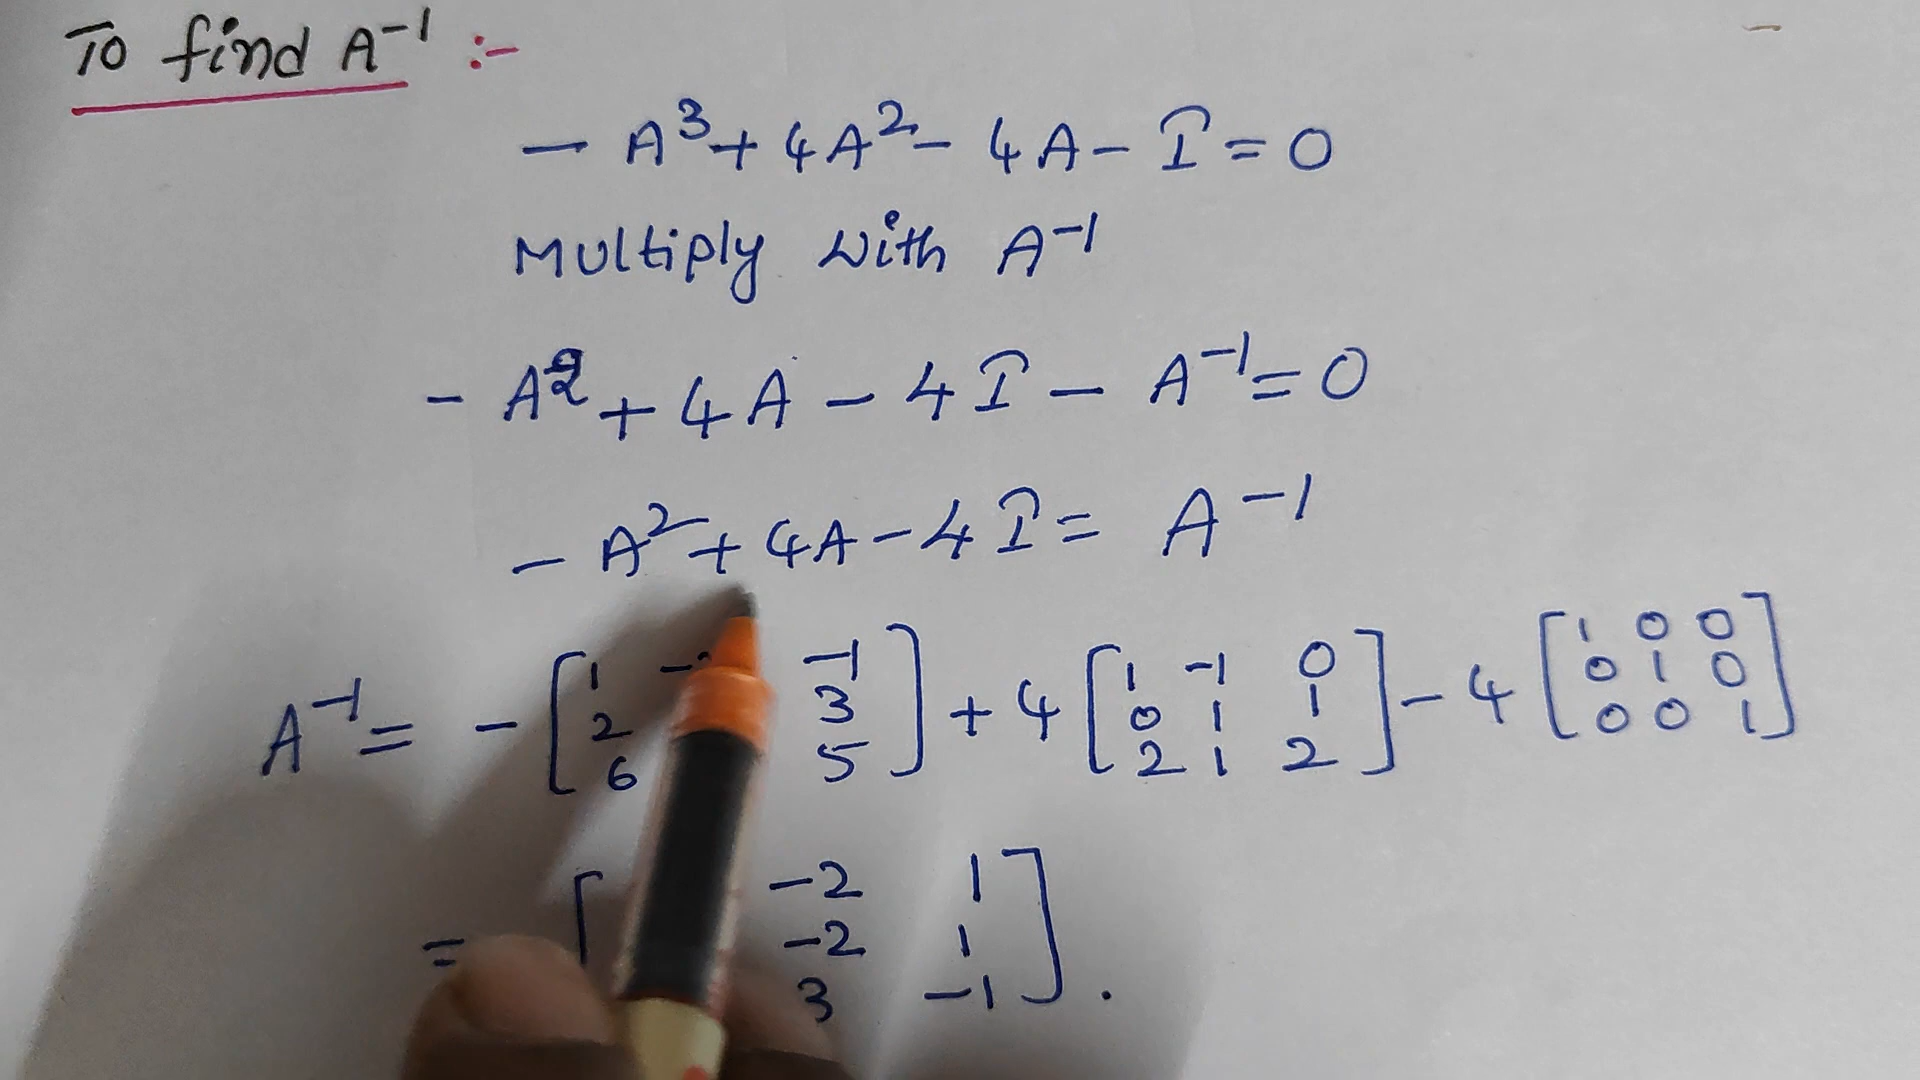 To find A⁻¹ :-
- A³ + 4A² - 4A - I = 0
Multiply with A⁻¹
- A² + 4A - 4I - A⁻¹ = 0
- A² + 4A - 4I = A⁻¹
A⁻¹ = - [1 -1 + 4 [1 -1 0 - 4 [1 0 0
2 3 0 1 1 0 1 0
6 5] 2 1 2] 0 0 1]
= [ -2 1
-2 1
3 -1].